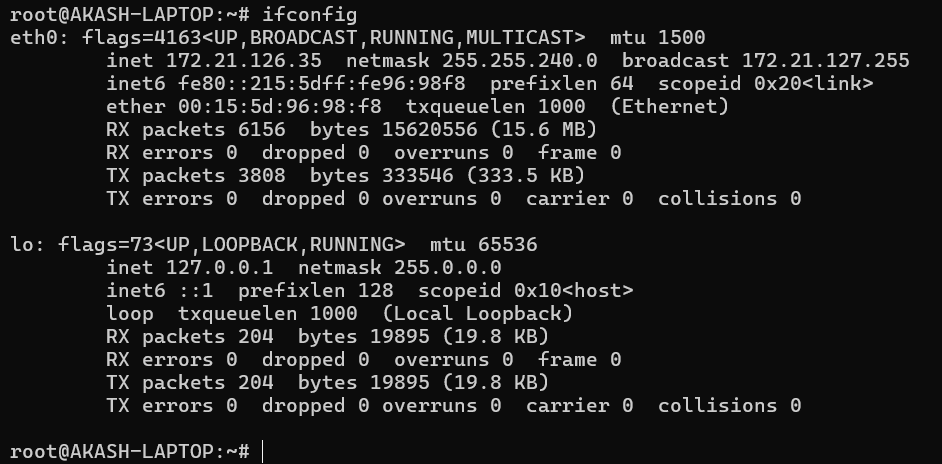 root@AKASH-LAPTOP:~# ifconfig
eth0: flags=4163<UP,BROADCAST,RUNNING,MULTICAST>  mtu 1500
        inet 172.21.126.35  netmask 255.255.240.0  broadcast 172.21.127.255
        inet6 fe80::215:5dff:fe96:98f8  prefixlen 64  scopeid 0x20<link>
        ether 00:15:5d:96:98:f8  txqueuelen 1000  (Ethernet)
        RX packets 6156  bytes 15620556 (15.6 MB)
        RX errors 0  dropped 0  overruns 0  frame 0
        TX packets 3808  bytes 333546 (333.5 KB)
        TX errors 0  dropped 0 overruns 0  carrier 0  collisions 0

lo: flags=73<UP,LOOPBACK,RUNNING>  mtu 65536
        inet 127.0.0.1  netmask 255.0.0.0
        inet6 ::1  prefixlen 128  scopeid 0x10<host>
        loop  txqueuelen 1000  (Local Loopback)
        RX packets 204  bytes 19895 (19.8 KB)
        RX errors 0  dropped 0  overruns 0  frame 0
        TX packets 204  bytes 19895 (19.8 KB)
        TX errors 0  dropped 0 overruns 0  carrier 0  collisions 0

root@AKASH-LAPTOP:~#